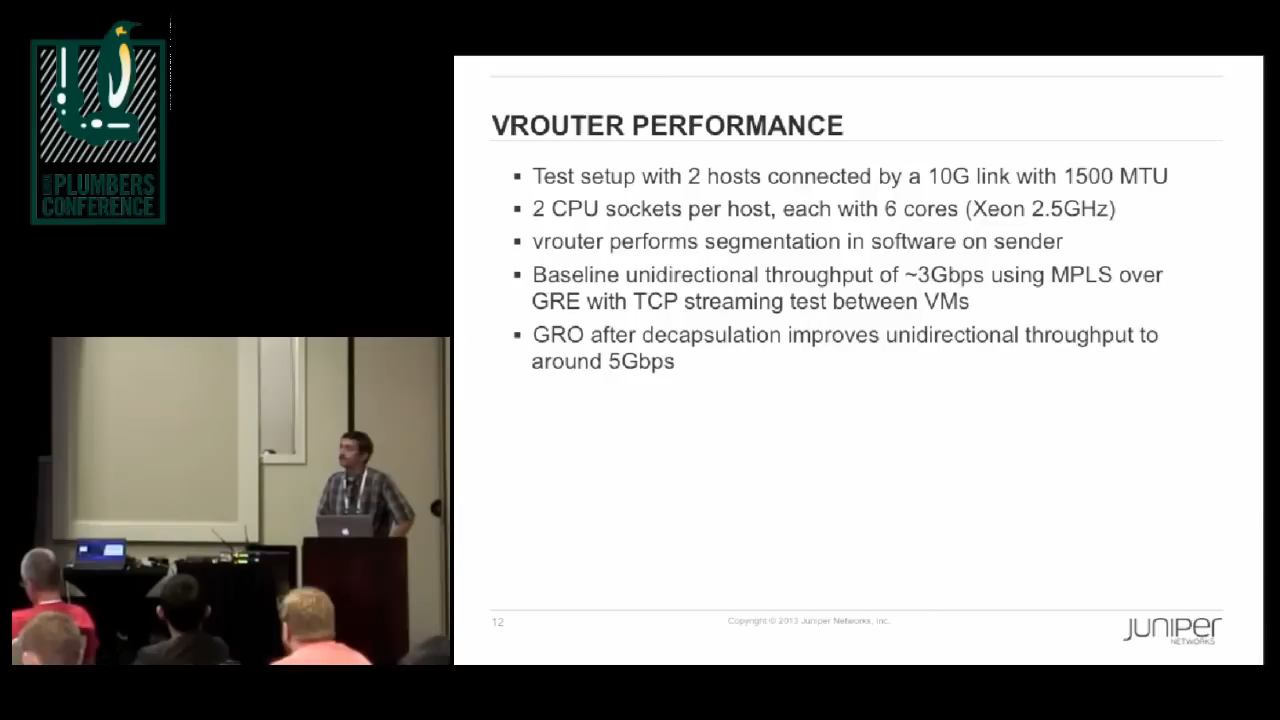 PLUMBERS
CONFERENCE
VROUTER PERFORMANCE
▪ Test setup with 2 hosts connected by a 10G link with 1500 MTU
▪ 2 CPU sockets per host, each with 6 cores (Xeon 2.5GHz)
▪ vrouter performs segmentation in software on sender
▪ Baseline unidirectional throughput of ~3Gbps using MPLS over
GRE with TCP streaming test between VMs
▪ GRO after decapsulation improves unidirectional throughput to
around 5Gbps
12
Copyright © 2013 Juniper Networks, Inc.
JUNIPER
NETWORKS